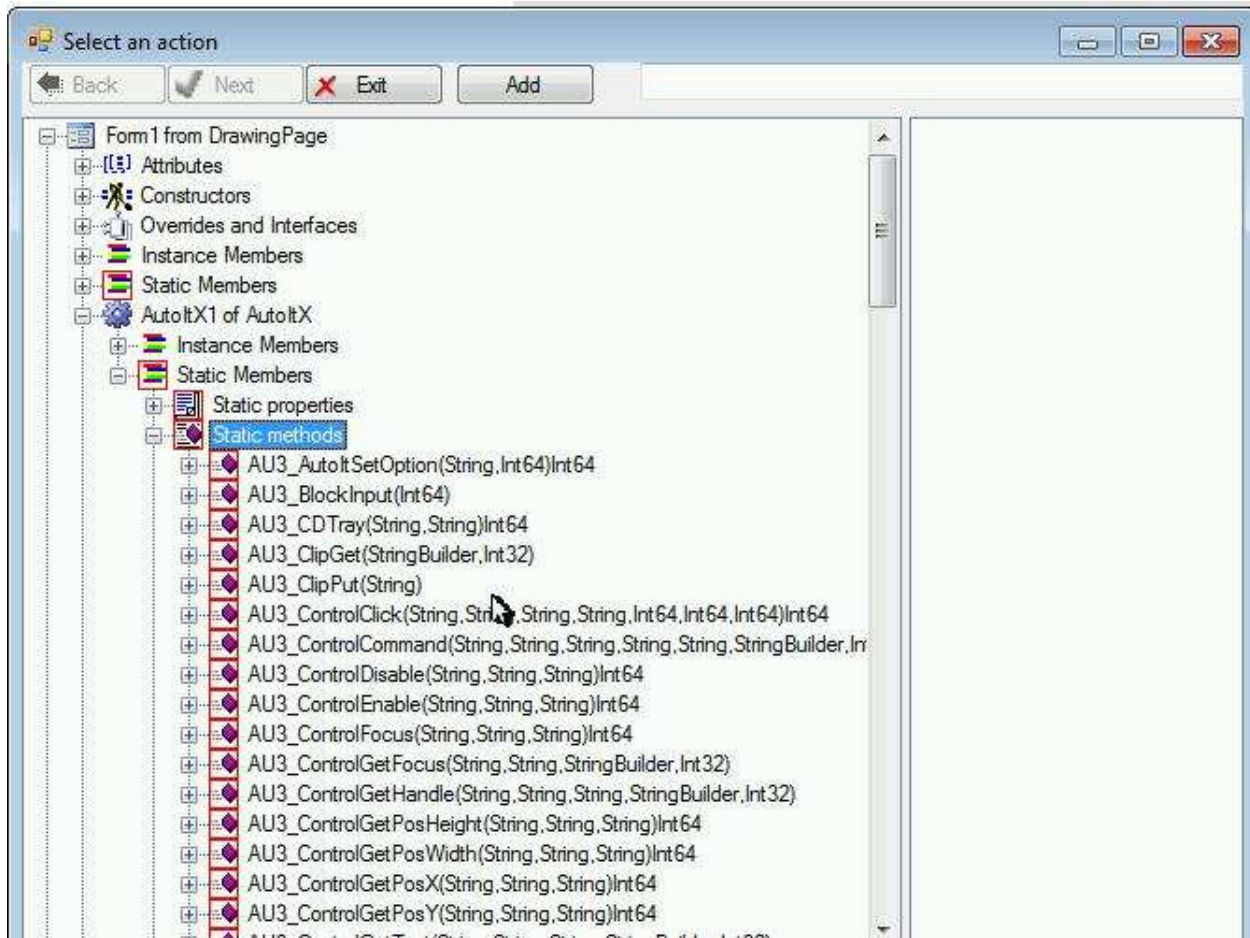 Select an action
Back Next Exit Add
Form1 from DrawingPage
Attributes
Constructors
Overrides and Interfaces
Instance Members
Static Members
AutoItX1 of AutoItX
Instance Members
Static Members
Static properties
Static methods
AU3_AutoItSetOption(String,Int64)Int64
AU3_BlockInput(Int64)
AU3_CDTray(String,String)Int64
AU3_ClipGet(StringBuilder,Int32)
AU3_ClipPut(String)
AU3_ControlClick(String,String,String,String,Int64,Int64,Int64)Int64
AU3_ControlCommand(String,String,String,String,String,StringBuilder,In
AU3_ControlDisable(String,String,String)Int64
AU3_ControlEnable(String,String,String)Int64
AU3_ControlFocus(String,String,String)Int64
AU3_ControlGetFocus(String,String,StringBuilder,Int32)
AU3_ControlGetHandle(String,String,String,StringBuilder,Int32)
AU3_ControlGetPosHeight(String,String,String)Int64
AU3_ControlGetPosWidth(String,String,String)Int64
AU3_ControlGetPosX(String,String,String)Int64
AU3_ControlGetPosY(String,String,String)Int64